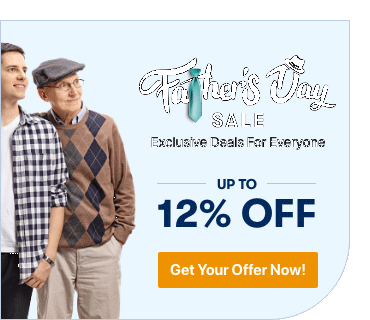 Father's Day
SALE
Exclusive Deals For Everyone
UP TO
12% OFF
Get Your Offer Now!